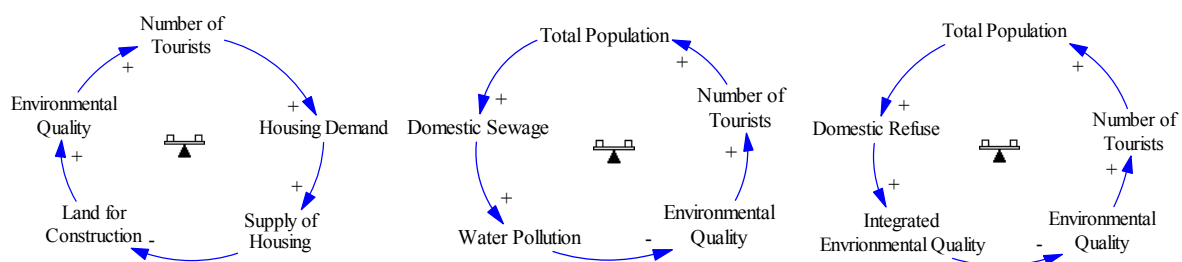 Number of
Tourists
+
+
Environmental
Quality
Housing Demand
+
+
Land for
Construction
-
Supply of
Housing
Total Population
+
+
Domestic Sewage
Number of
Tourists
+
+
Water Pollution
-
Environmental
Quality
Total Population
+
+
Domestic Refuse
Number of
Tourists
+
+
Integrated
Envrionmental Quality
-
Environmental
Quality